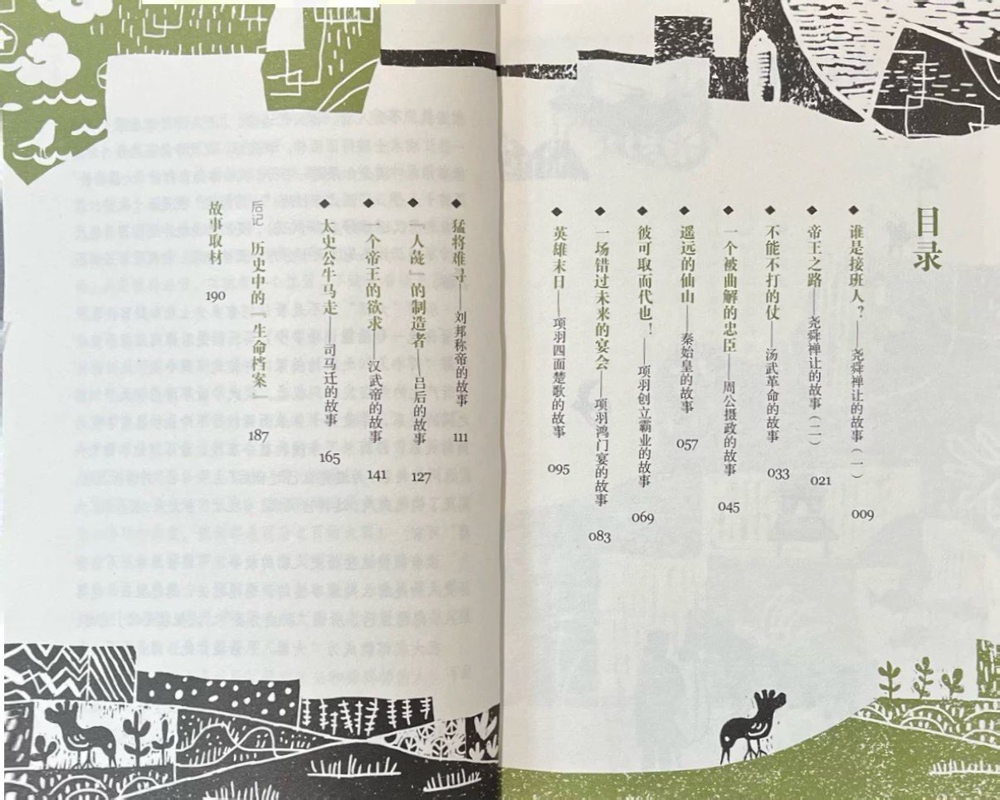 目录
◆ 谁是接班人？——尧舜禅让的故事（一） 009
◆ 帝王之路——尧舜禅让的故事（二） 021
◆ 不能不打的仗——汤武革命的故事 033
◆ 一个被曲解的忠臣——周公摄政的故事 045
◆ 遥远的仙山——秦始皇的故事 057
◆ 彼可取而代也！——项羽创立霸业的故事 069
◆ 一场错过未来的宴会——项羽鸿门宴的故事 083
◆ 英雄末日——项羽四面楚歌的故事 095
◆ 猛将难寻——刘邦称帝的故事 111
◆ 「人彘」的制造者——吕后的故事 127
◆ 一个帝王的欲求——汉武帝的故事 141
◆ 太史公牛马走——司马迁的故事 165
后记 历史中的「生命档案」 187
故事取材 190